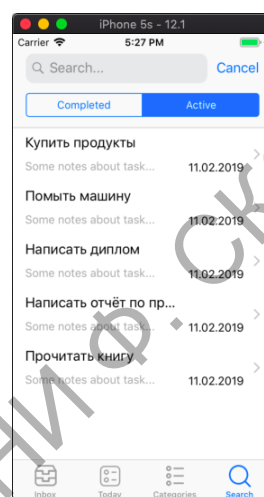 iPhone 5s - 12.1
Carrier 5:27 PM
Search... Cancel
Completed Active
Купить продукты
Some notes about task... 11.02.2019
Помыть машину
Some notes about task... 11.02.2019
Написать диплом
Some notes about task... 11.02.2019
Написать отчёт по пр...
Some notes about task... 11.02.2019
Прочитать книгу
Some notes about task... 11.02.2019
Inbox Today Categories Search
НИ Ф. СК